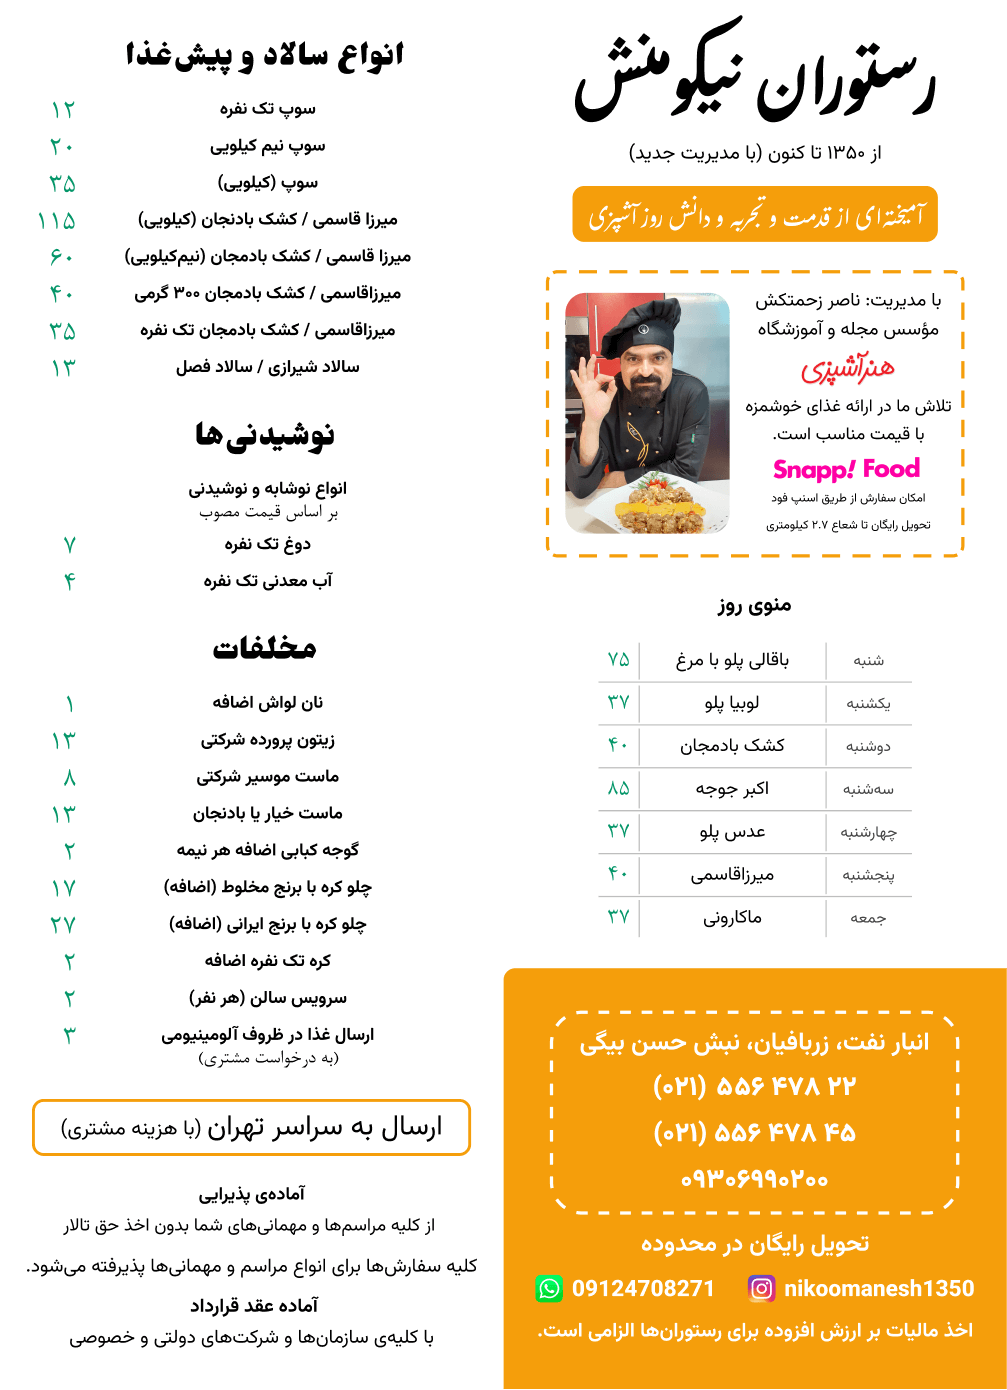 رستوران نیکومنش
از ۱۳۵۰ تا کنون (با مدیریت جدید)
آمیخته‌ای از قدمت و تجربه و دانش روز آشپزی
با مدیریت: ناصر زحمتکش
مؤسس مجله و آموزشگاه
هنرآشپزی
تلاش ما در ارائه غذای خوشمزه
با قیمت مناسب است.
Snapp! Food
امکان سفارش از طریق اسنپ فود
تحویل رایگان تا شعاع ۲.۷ کیلومتری
منوی روز
شنبه باقالی پلو با مرغ ۷۵
یکشنبه لوبیا پلو ۳۷
دوشنبه کشک بادمجان ۴۰
سه‌شنبه اکبر جوجه ۸۵
چهارشنبه عدس پلو ۳۷
پنجشنبه میرزاقاسمی ۴۰
جمعه ماکارونی ۳۷
انبار نفت، زربافیان، نبش حسن بیگی
(۰۲۱) ۵۵۶ ۴۷۸ ۲۲
(۰۲۱) ۵۵۶ ۴۷۸ ۴۵
۰۹۳۰۶۹۹۰۲۰۰
تحویل رایگان در محدوده
09124708271 nikoomanesh1350
اخذ مالیات بر ارزش افزوده برای رستوران‌ها الزامی است.
انواع سالاد و پیش‌غذا
سوپ تک نفره ۱۲
سوپ نیم کیلویی ۲۰
سوپ (کیلویی) ۳۵
میرزا قاسمی / کشک بادنجان (کیلویی) ۱۱۵
میرزا قاسمی / کشک بادمجان (نیم‌کیلویی) ۶۰
میرزاقاسمی / کشک بادمجان ۳۰۰ گرمی ۴۰
میرزاقاسمی / کشک بادمجان تک نفره ۳۵
سالاد شیرازی / سالاد فصل ۱۳
نوشیدنی‌ها
انواع نوشابه و نوشیدنی
بر اساس قیمت مصوب
دوغ تک نفره ۷
آب معدنی تک نفره ۴
مخلفات
نان لواش اضافه ۱
زیتون پرورده شرکتی ۱۳
ماست موسیر شرکتی ۸
ماست خیار یا بادنجان ۱۳
گوجه کبابی اضافه هر نیمه ۲
چلو کره با برنج مخلوط (اضافه) ۱۷
چلو کره با برنج ایرانی (اضافه) ۲۷
کره تک نفره اضافه ۲
سرویس سالن (هر نفر) ۲
ارسال غذا در ظروف آلومینیومی ۳
(به درخواست مشتری)
ارسال به سراسر تهران (با هزینه مشتری)
آماده‌ی پذیرایی
از کلیه مراسم‌ها و مهمانی‌های شما بدون اخذ حق تالار
کلیه سفارش‌ها برای انواع مراسم و مهمانی‌ها پذیرفته می‌شود.
آماده عقد قرارداد
با کلیه‌ی سازمان‌ها و شرکت‌های دولتی و خصوصی